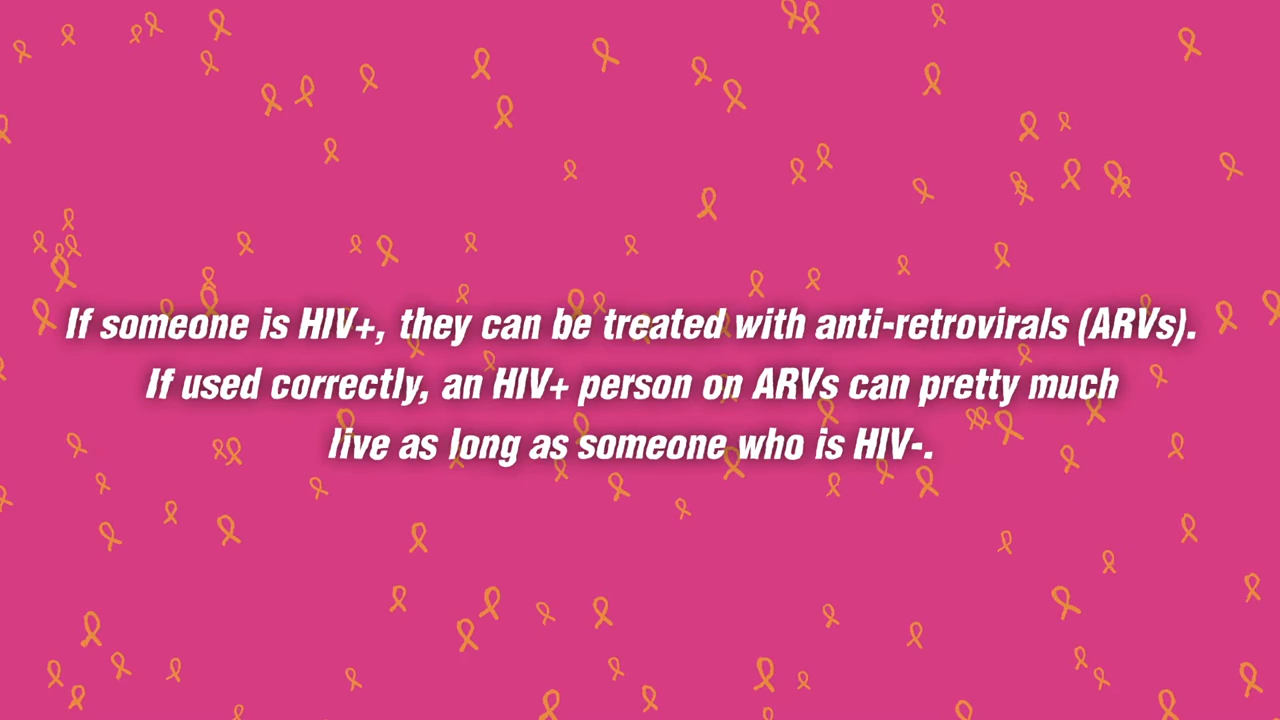 If someone is HIV+, they can be treated with anti-retrovirals (ARVs).
If used correctly, an HIV+ person on ARVs can pretty much
live as long as someone who is HIV-.